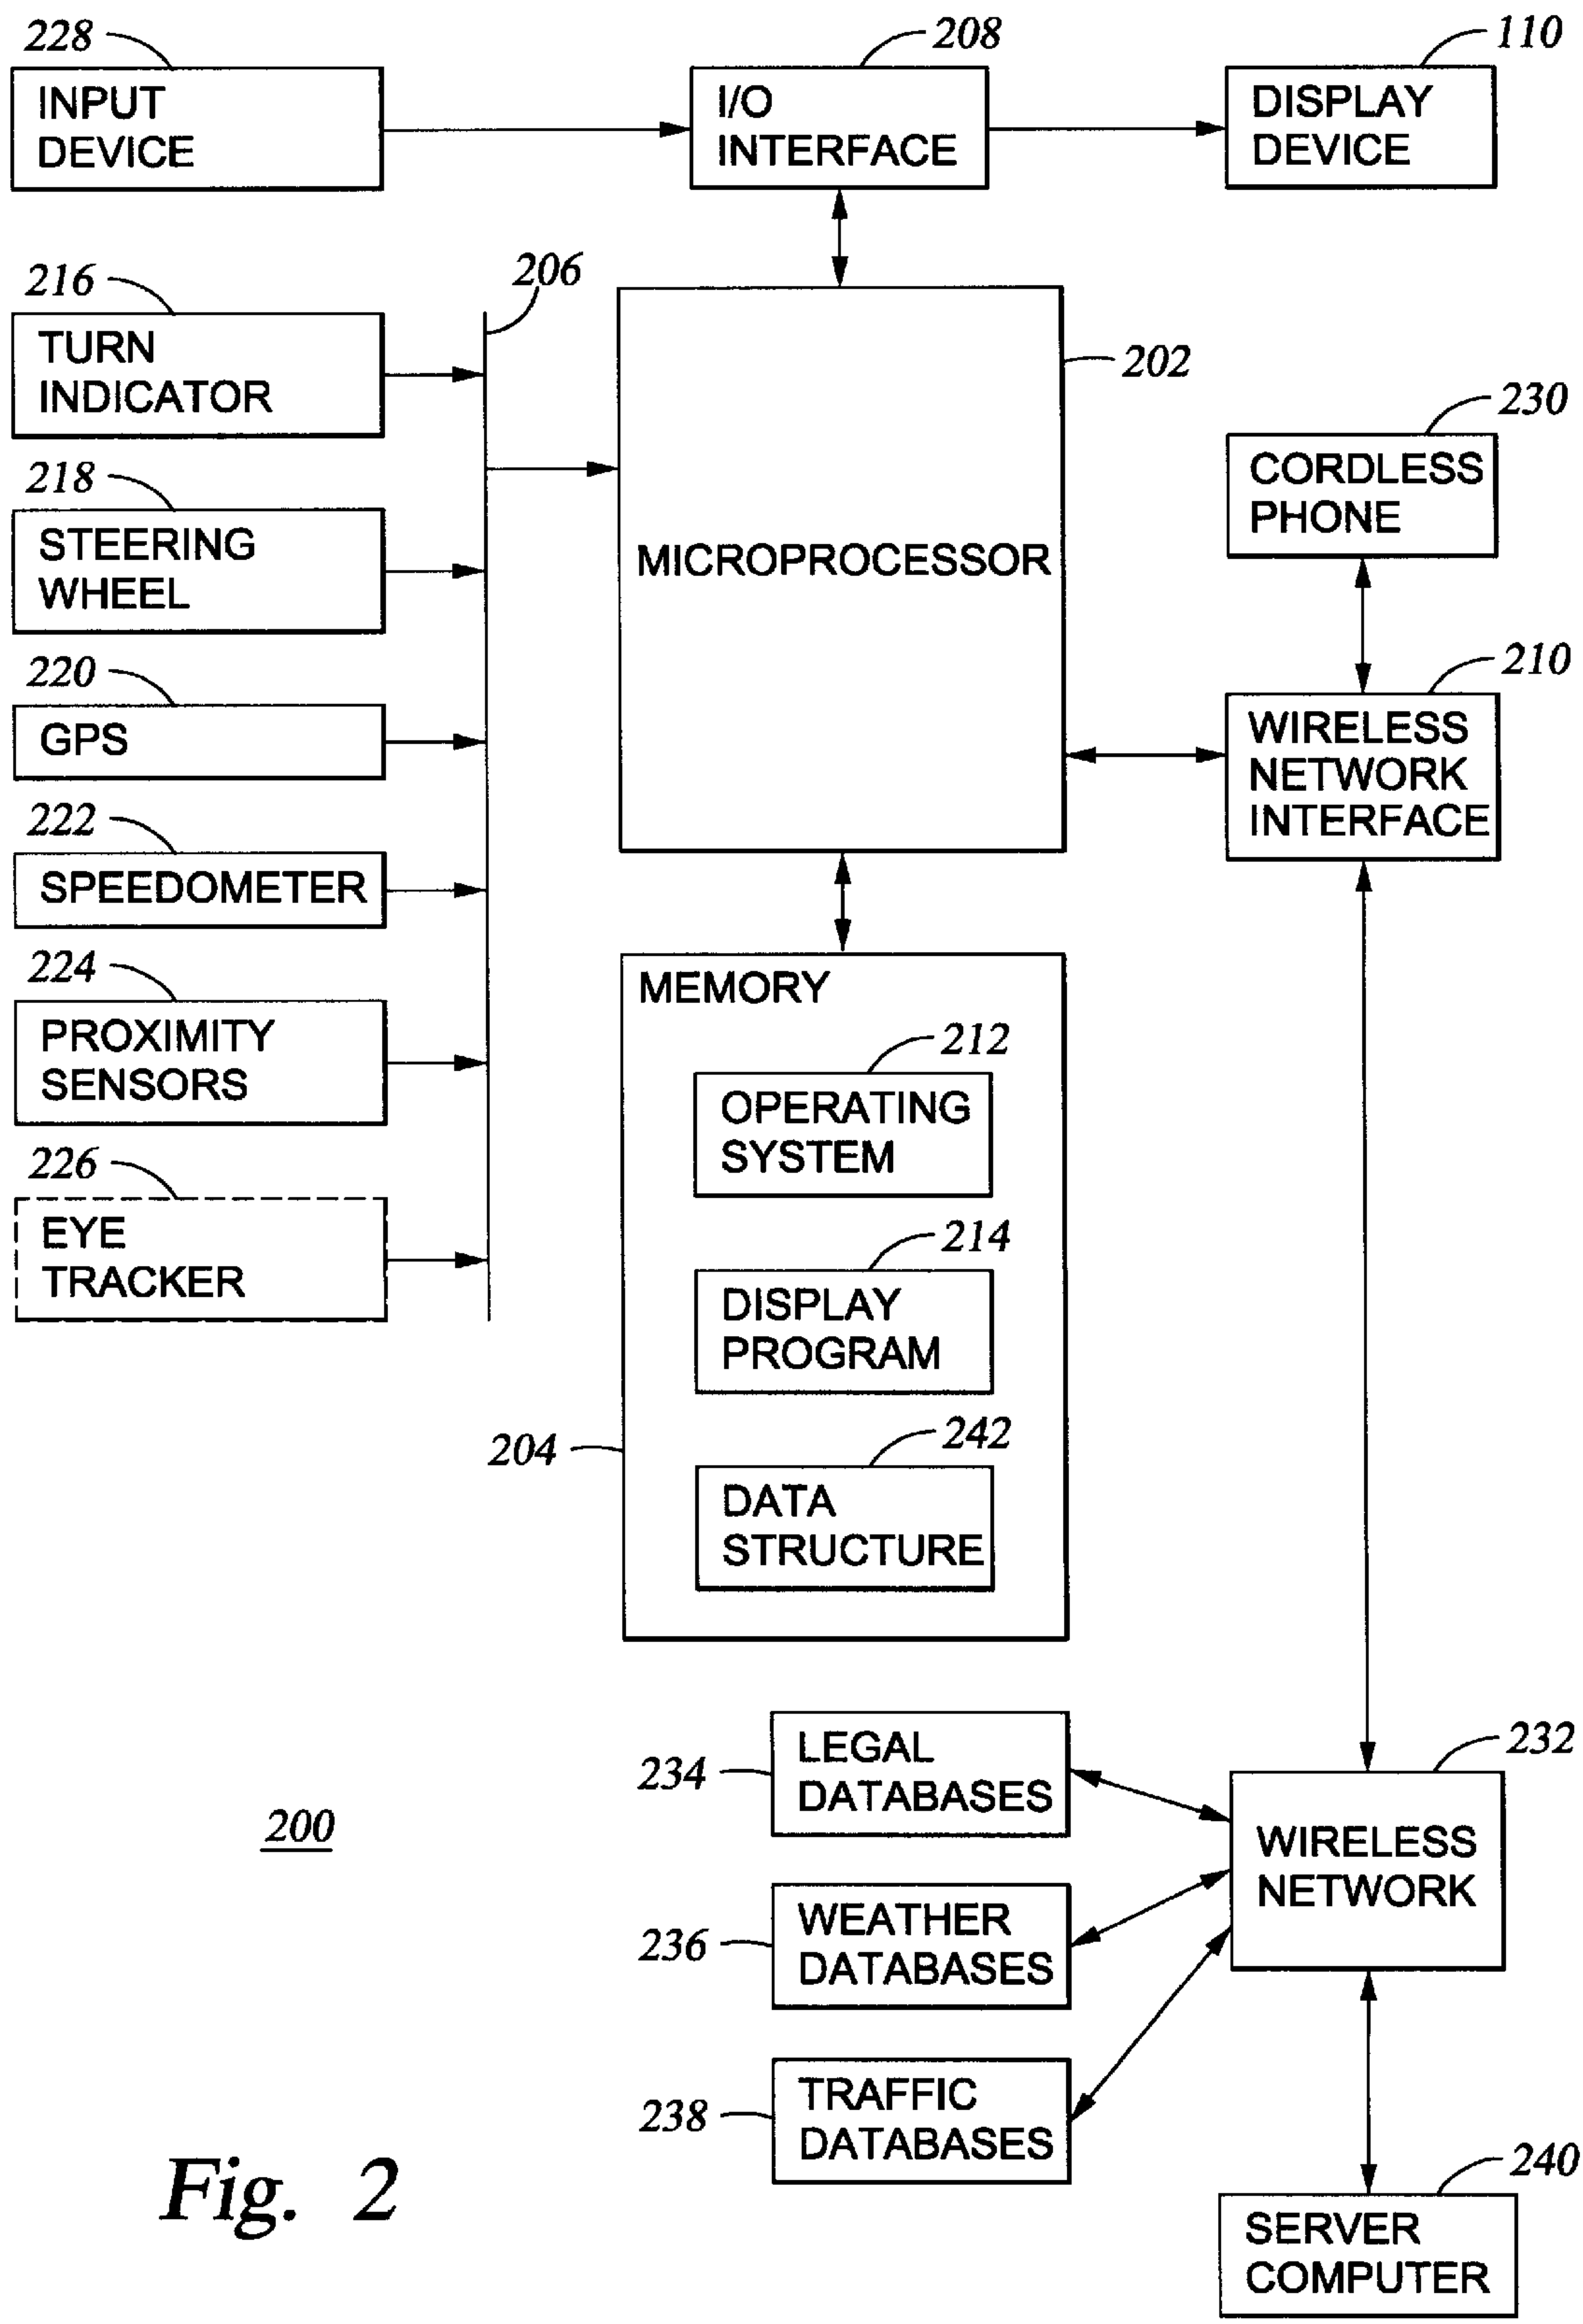 228
INPUT
DEVICE
208
I/O
INTERFACE
110
DISPLAY
DEVICE
216
TURN
INDICATOR
206
202
MICROPROCESSOR
218
STEERING
WHEEL
220
GPS
222
SPEEDOMETER
224
PROXIMITY
SENSORS
226
EYE
TRACKER
230
CORDLESS
PHONE
210
WIRELESS
NETWORK
INTERFACE
MEMORY
212
OPERATING
SYSTEM
214
DISPLAY
PROGRAM
204
242
DATA
STRUCTURE
234
LEGAL
DATABASES
232
WIRELESS
NETWORK
200
236
WEATHER
DATABASES
238
TRAFFIC
DATABASES
240
SERVER
COMPUTER
Fig. 2